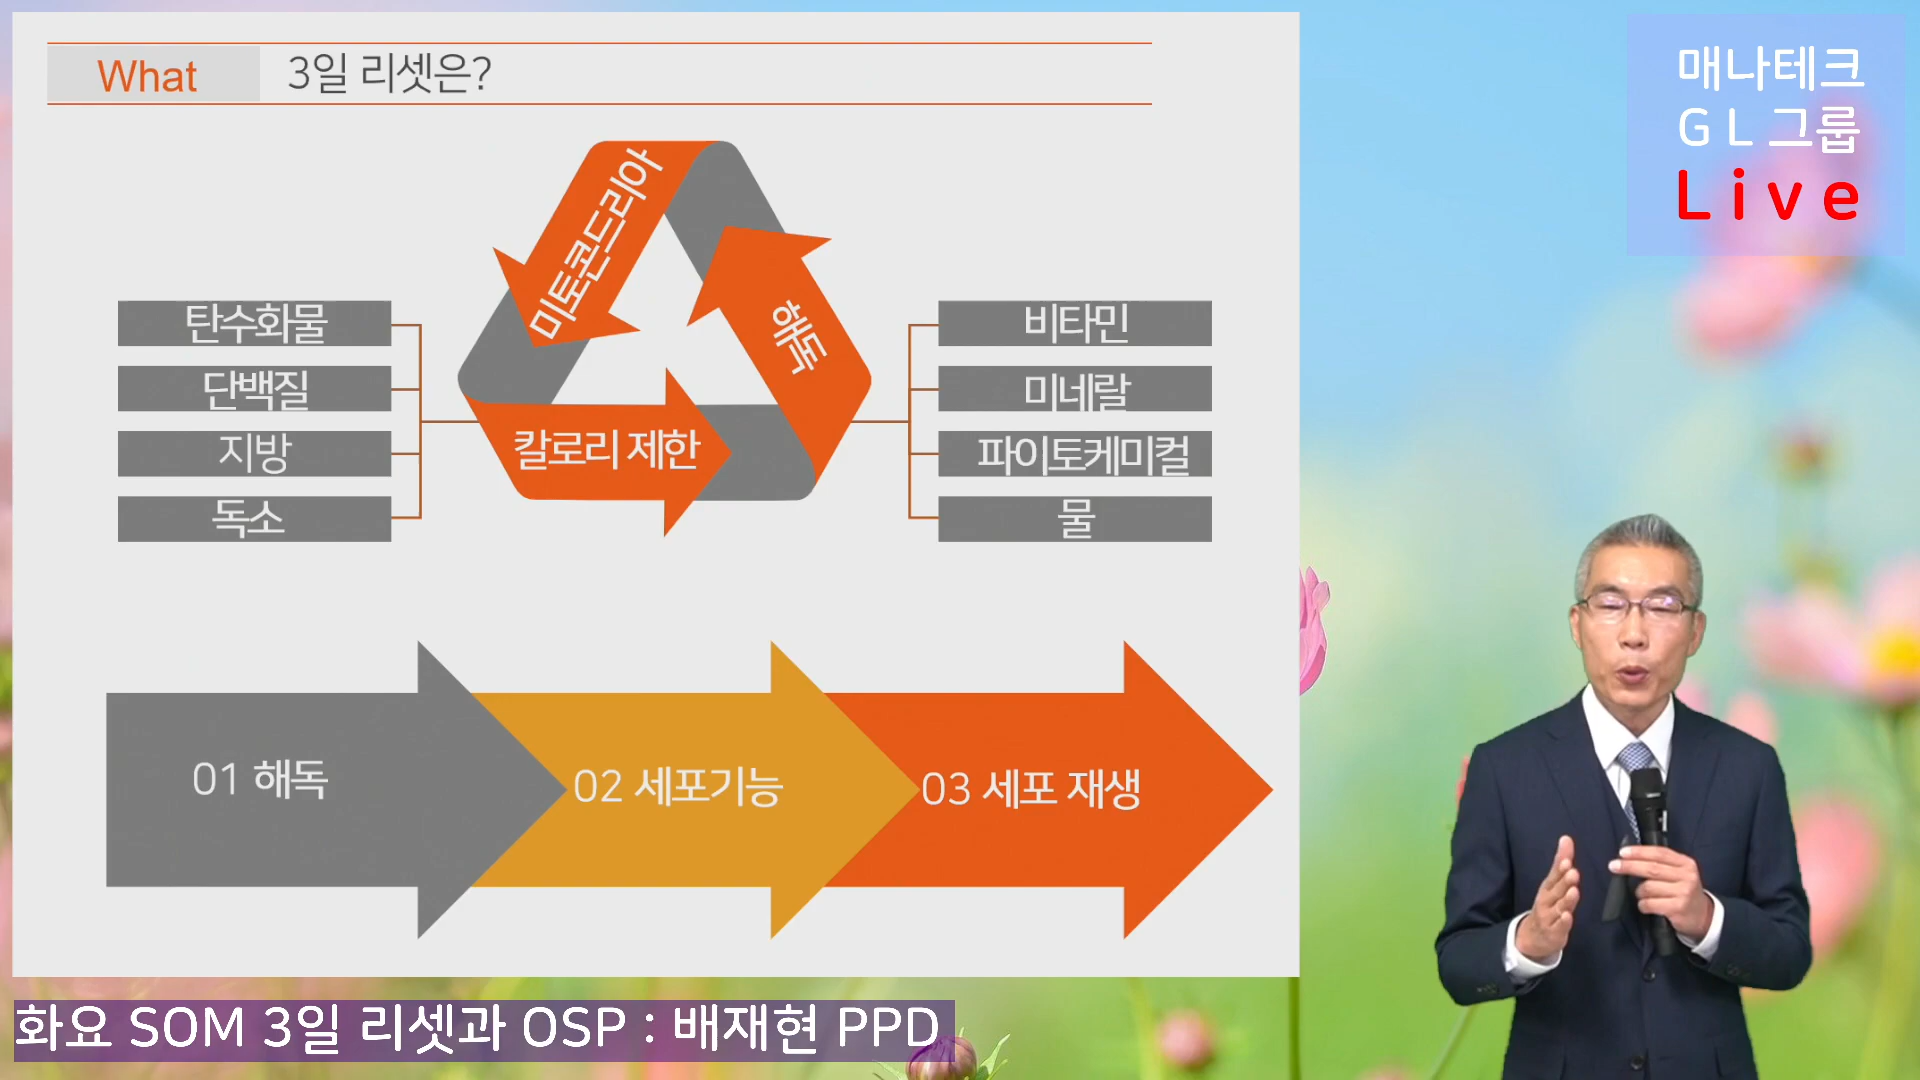 What
3일 리셋은?
미토콘드리아
해독
칼로리 제한
탄수화물
단백질
지방
독소
비타민
미네랄
파이토케미컬
물
01 해독
02 세포기능
03 세포 재생
매나테크
GL그룹
Live
화요 SOM 3일 리셋과 OSP : 배재현 PPD